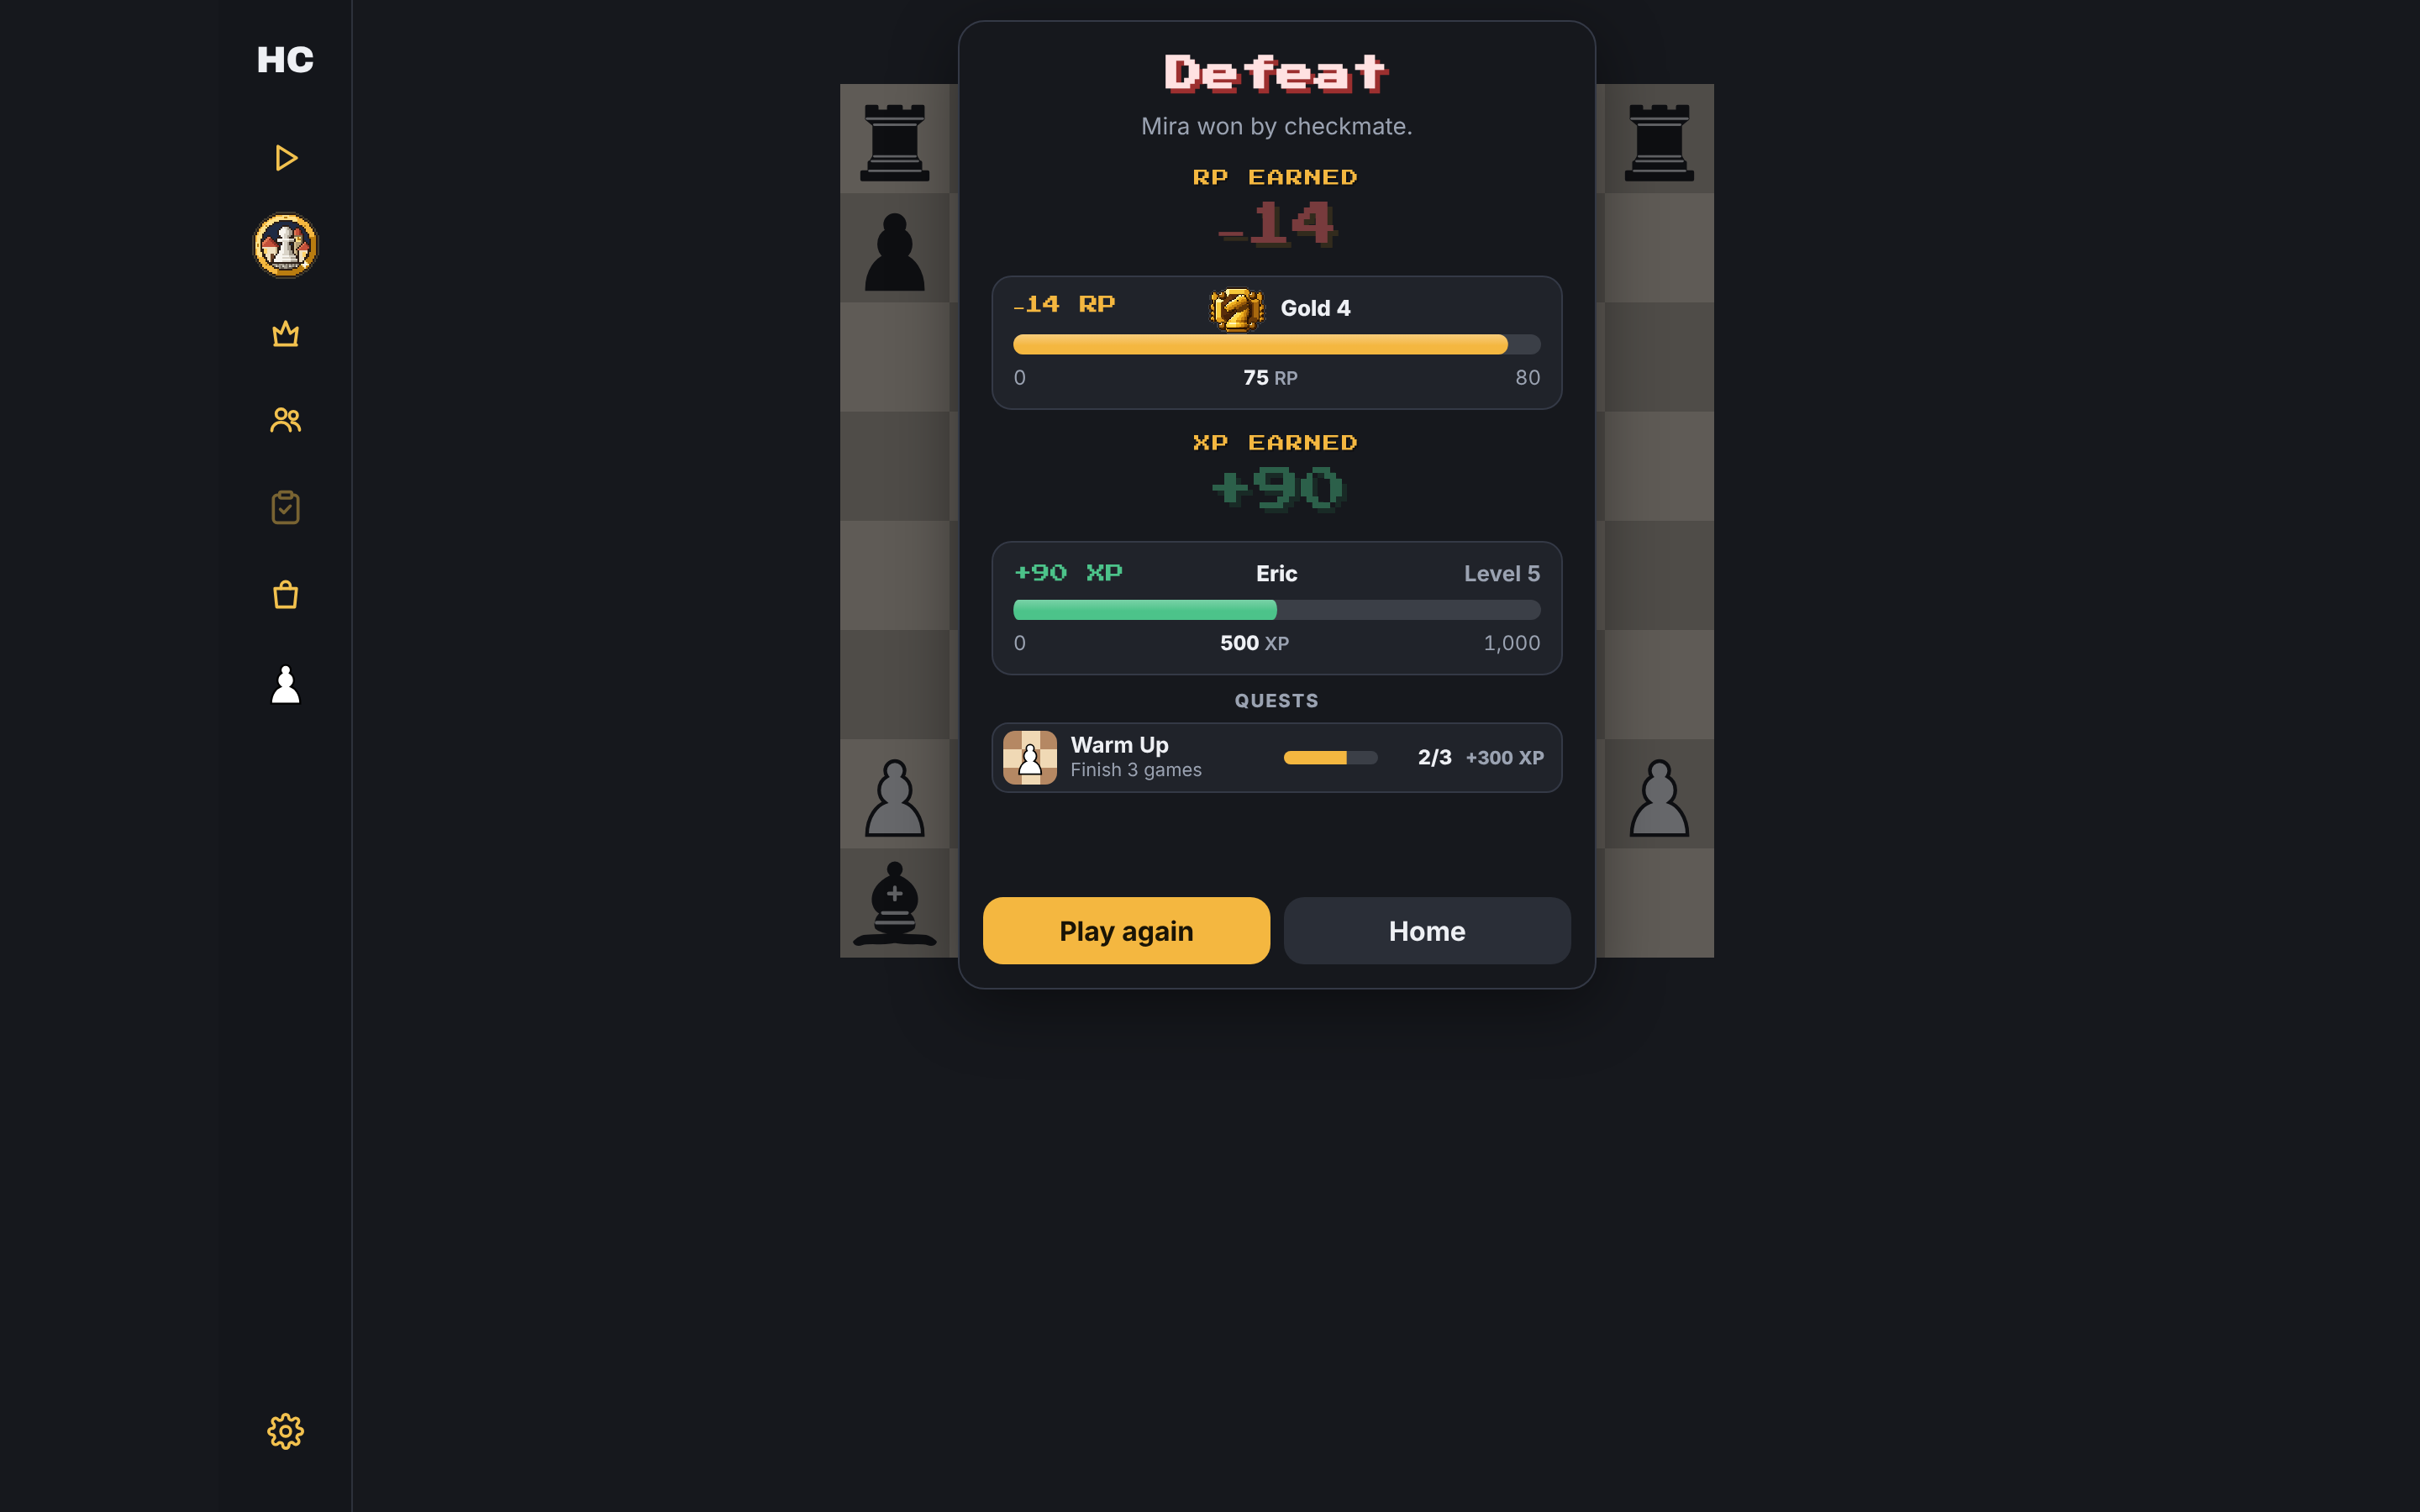 HC
Defeat
Mira won by checkmate.
RP EARNED
-14
-14 RP
Gold 4
0
75 RP
80
XP EARNED
+90
+90 XP
Eric
Level 5
0
500 XP
1,000
QUESTS
Warm Up
Finish 3 games
2/3
+300 XP
Play again
Home